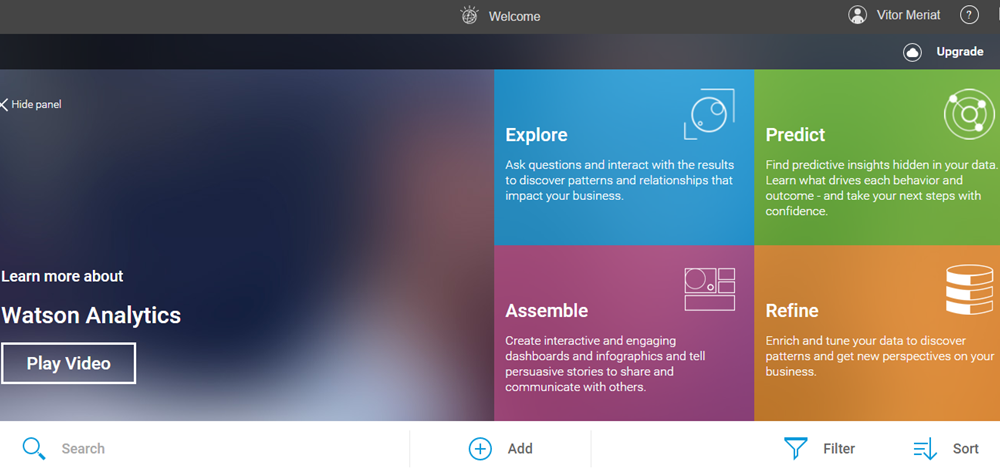 Welcome
Vitor Meriat
?
Upgrade
Hide panel
Learn more about
Watson Analytics
Play Video
Explore
Ask questions and interact with the results
to discover patterns and relationships that
impact your business.
Predict
Find predictive insights hidden in your data.
Learn what drives each behavior and
outcome - and take your next steps with
confidence.
Assemble
Create interactive and engaging
dashboards and infographics and tell
persuasive stories to share and
communicate with others.
Refine
Enrich and tune your data to discover
patterns and get new perspectives on your
business.
Search
Add
Filter
Sort